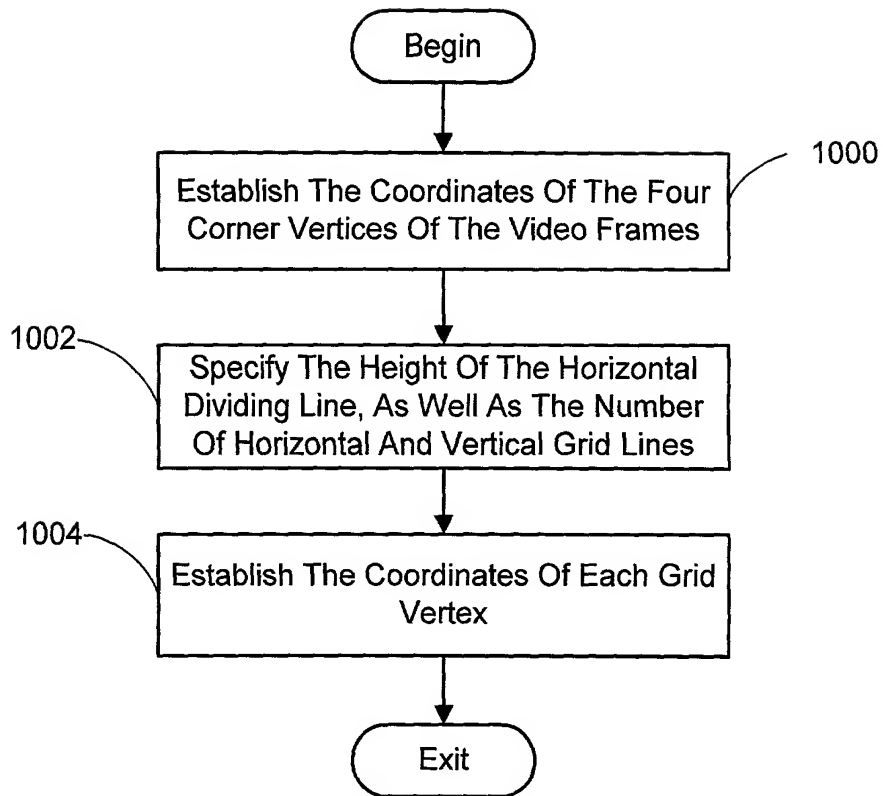 Begin
1000
Establish The Coordinates Of The Four
Corner Vertices Of The Video Frames
1002
Specify The Height Of The Horizontal
Dividing Line, As Well As The Number
Of Horizontal And Vertical Grid Lines
1004
Establish The Coordinates Of Each Grid
Vertex
Exit